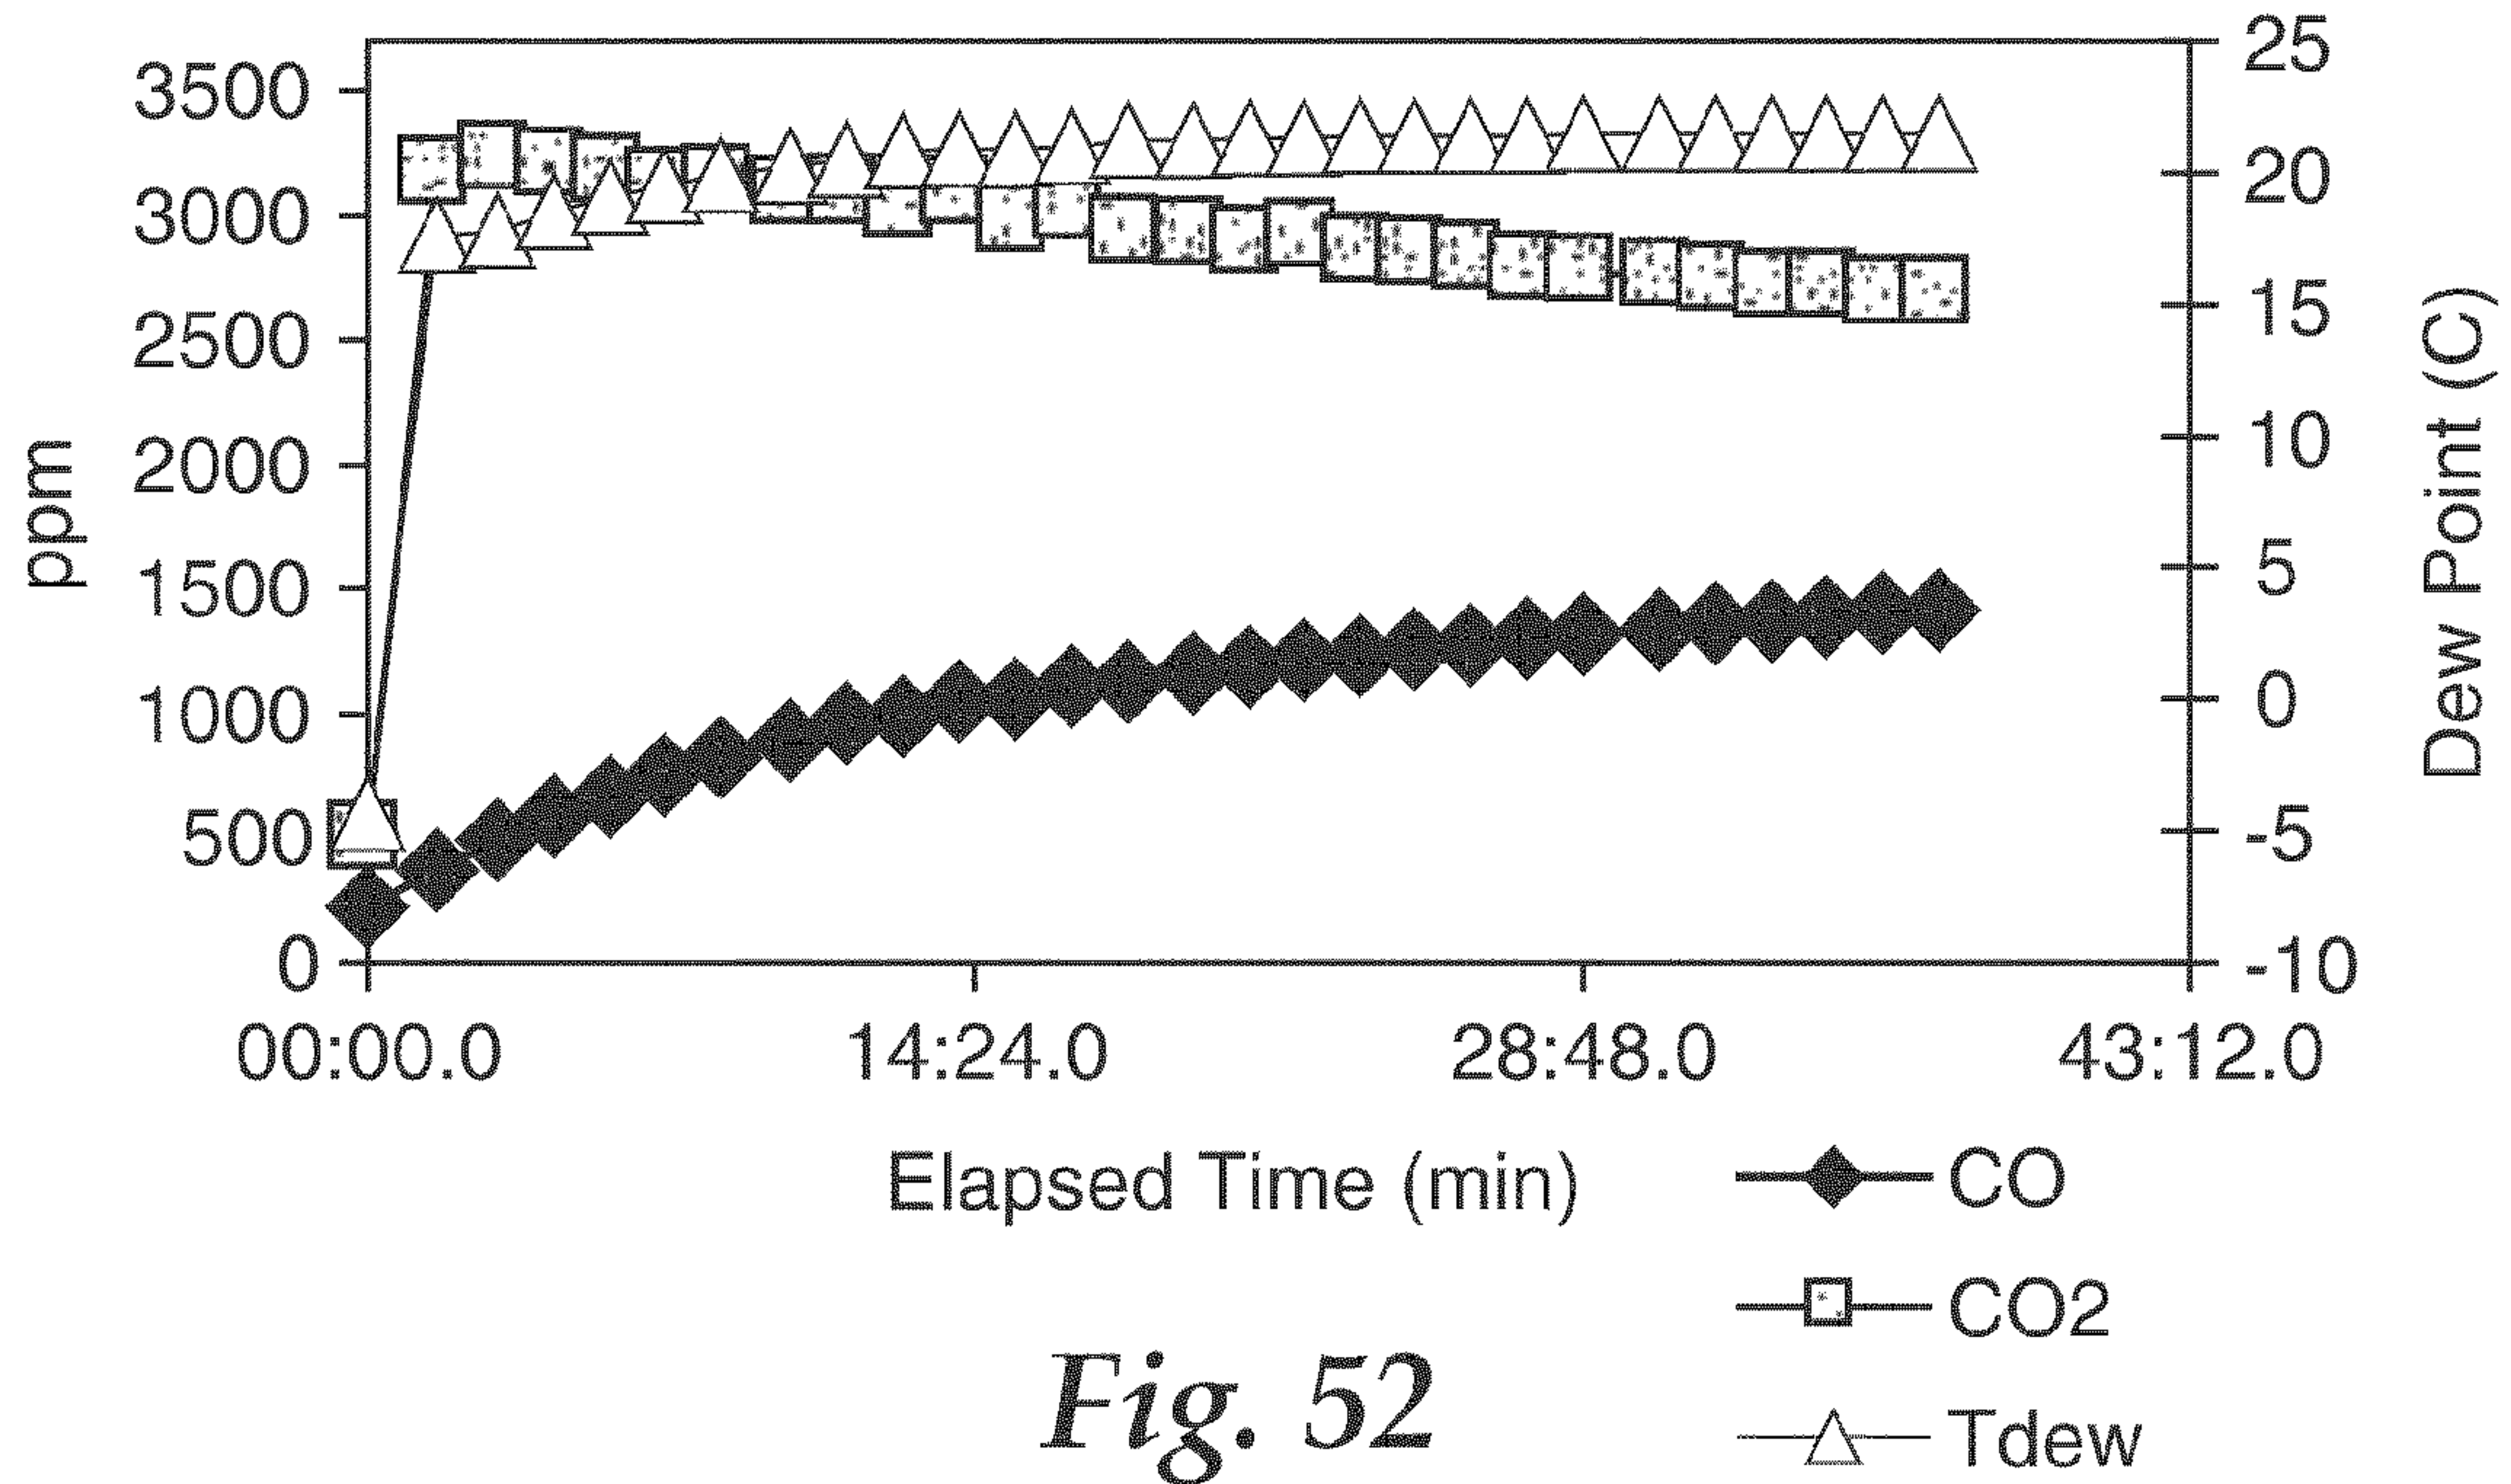 25
3500
3000
20
2500
15
2000
10
ppm
1500
5
Dew Point (C)
1000
0
500
-5
0
-10
00:00.0 14:24.0 28:48.0 43:12.0
Elapsed Time (min)
CO
CO2
Tdew
Fig. 52